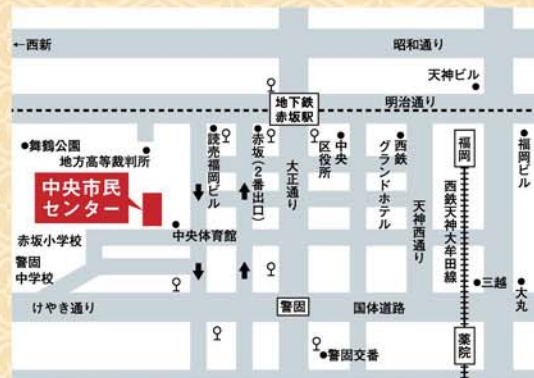 ←西新
昭和通り
天神ビル
地下鉄
赤坂駅
明治通り
舞鶴公園
地方高等裁判所
読売福岡ビル
赤坂(2番出口)
大正通り
中央
区役所
西鉄
グランドホテル
天神西通り
福岡
西鉄天神大牟田線
福岡ビル
中央市民
センター
中央体育館
赤坂小学校
警固
中学校
三越
大丸
けやき通り
警固
国体道路
薬院
警固交番